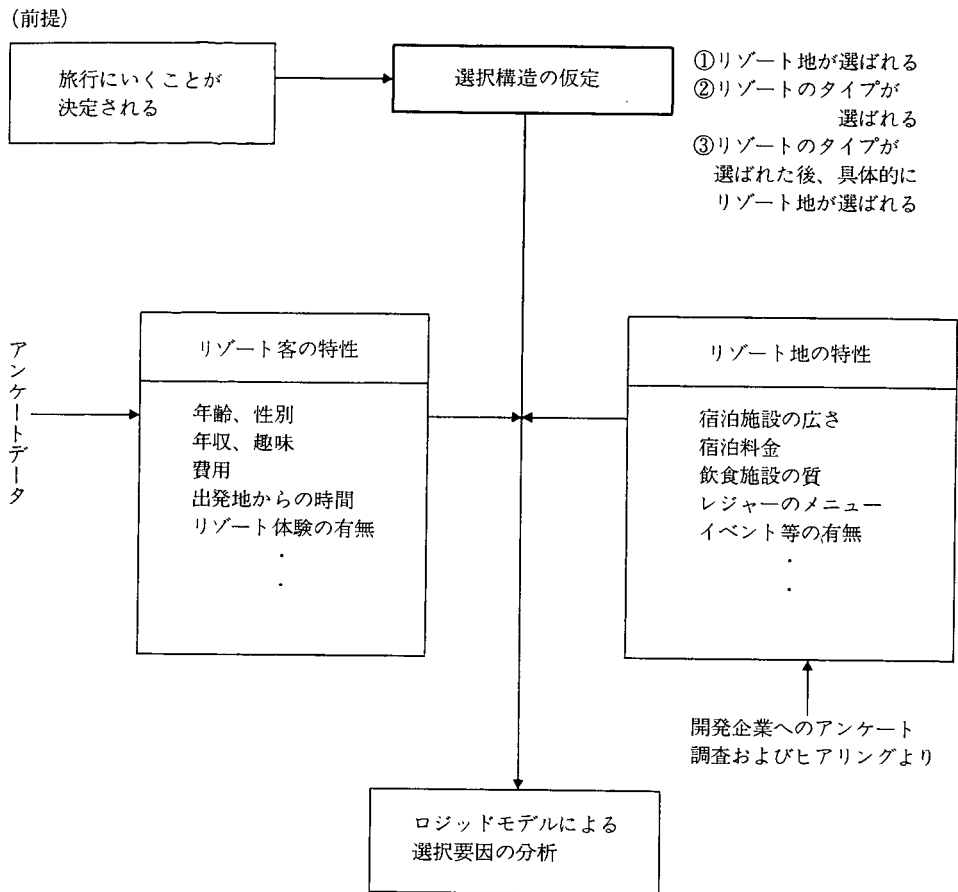 (前提)
旅行にいくことが
決定される
選択構造の仮定
①リゾート地が選ばれる
②リゾートのタイプが
選ばれる
③リゾートのタイプが
選ばれた後、具体的に
リゾート地が選ばれる
アンケートデータ
リゾート客の特性
年齢、性別
年収、趣味
費用
出発地からの時間
リゾート体験の有無
・
・
リゾート地の特性
宿泊施設の広さ
宿泊料金
飲食施設の質
レジャーのメニュー
イベント等の有無
・
・
開発企業へのアンケート
調査およびヒアリングより
ロジッドモデルによる
選択要因の分析